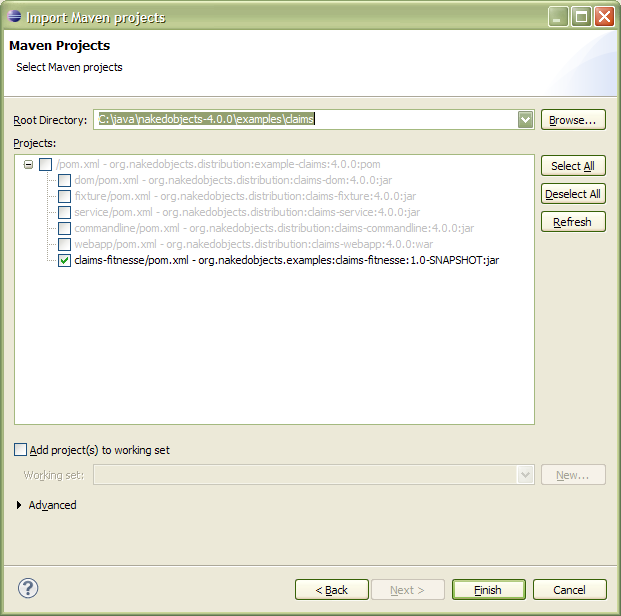 Import Maven projects
Maven Projects
Select Maven projects
Root Directory: C:\java\nakedobjects-4.0.0\examples\claims Browse...
Projects:
/pom.xml - org.nakedobjects.distribution:example-claims:4.0.0:pom Select All
dom/pom.xml - org.nakedobjects.distribution:claims-dom:4.0.0:jar
fixture/pom.xml - org.nakedobjects.distribution:claims-fixture:4.0.0:jar Deselect All
service/pom.xml - org.nakedobjects.distribution:claims-service:4.0.0:jar
commandline/pom.xml - org.nakedobjects.distribution:claims-commandline:4.0.0:jar Refresh
webapp/pom.xml - org.nakedobjects.distribution:claims-webapp:4.0.0:war
claims-fitnesse/pom.xml - org.nakedobjects.examples:claims-fitnesse:1.0-SNAPSHOT:jar
Add project(s) to working set
Working set: New...
Advanced
? < Back Next > Finish Cancel